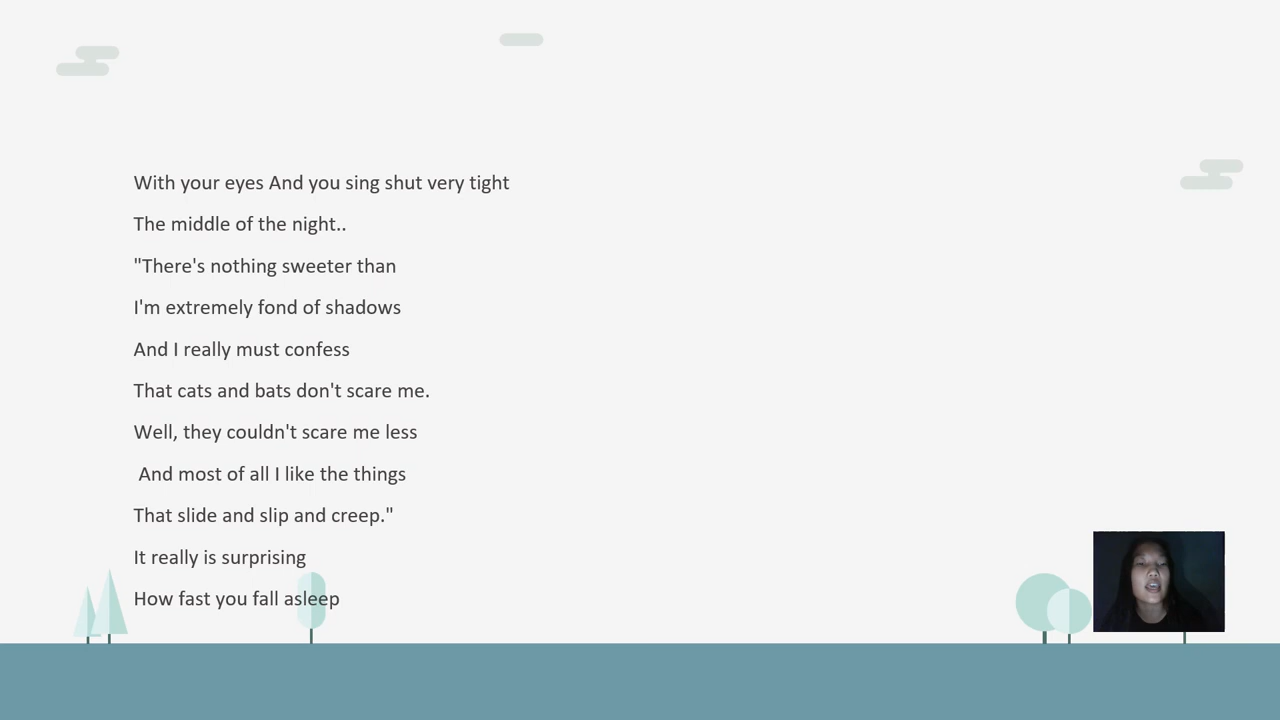 With your eyes And you sing shut very tight
The middle of the night..
"There's nothing sweeter than
I'm extremely fond of shadows
And I really must confess
That cats and bats don't scare me.
Well, they couldn't scare me less
And most of all I like the things
That slide and slip and creep."
It really is surprising
How fast you fall asleep